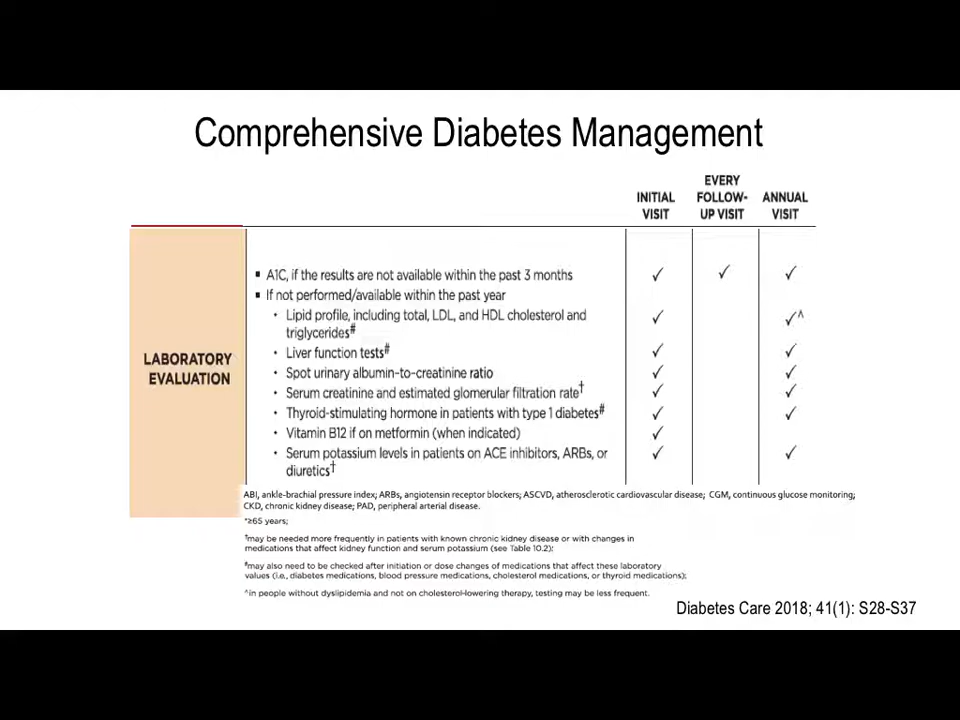 Comprehensive Diabetes Management
INITIAL VISIT
EVERY FOLLOW-UP VISIT
ANNUAL VISIT
LABORATORY EVALUATION
▪ A1C, if the results are not available within the past 3 months ✓ ✓ ✓
▪ If not performed/available within the past year
• Lipid profile, including total, LDL, and HDL cholesterol and ✓ ✓^
triglycerides#
• Liver function tests# ✓ ✓
• Spot urinary albumin-to-creatinine ratio ✓ ✓
• Serum creatinine and estimated glomerular filtration rate† ✓ ✓
• Thyroid-stimulating hormone in patients with type 1 diabetes# ✓ ✓
• Vitamin B12 if on metformin (when indicated) ✓
• Serum potassium levels in patients on ACE inhibitors, ARBs, or ✓ ✓
diuretics†
ABI, ankle-brachial pressure index; ARBs, angiotensin receptor blockers; ASCVD, atherosclerotic cardiovascular disease; CGM, continuous glucose monitoring;
CKD, chronic kidney disease; PAD, peripheral arterial disease.
*≥65 years;
†may be needed more frequently in patients with known chronic kidney disease or with changes in
medications that affect kidney function and serum potassium (see Table 10.2);
#may also need to be checked after initiation or dose changes of medications that affect these laboratory
values (i.e., diabetes medications, blood pressure medications, cholesterol medications, or thyroid medications);
^in people without dyslipidemia and not on cholesterol-lowering therapy, testing may be less frequent.
Diabetes Care 2018; 41(1): S28-S37